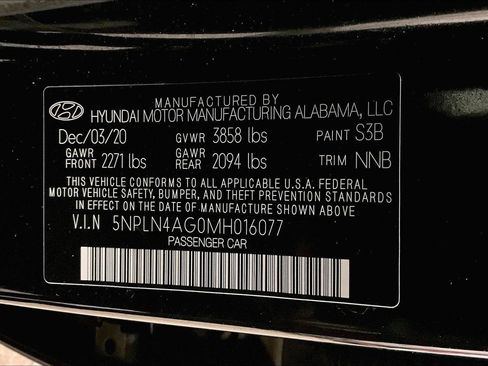 MANUFACTURED BY
HYUNDAI MOTOR MANUFACTURING ALABAMA, LLC
Dec/03/20 GVWR 3858 lbs PAINT S3B
GAWR FRONT 2271 lbs GAWR REAR 2094 lbs TRIM NNB
THIS VEHICLE CONFORMS TO ALL APPLICABLE U.S.A. FEDERAL
MOTOR VEHICLE SAFETY, BUMPER, AND THEFT PREVENTION
STANDARDS IN EFFECT ON THE DATE OF MANUFACTURE SHOWN ABOVE.
V.I.N 5NPLN4AG0MH016077
PASSENGER CAR